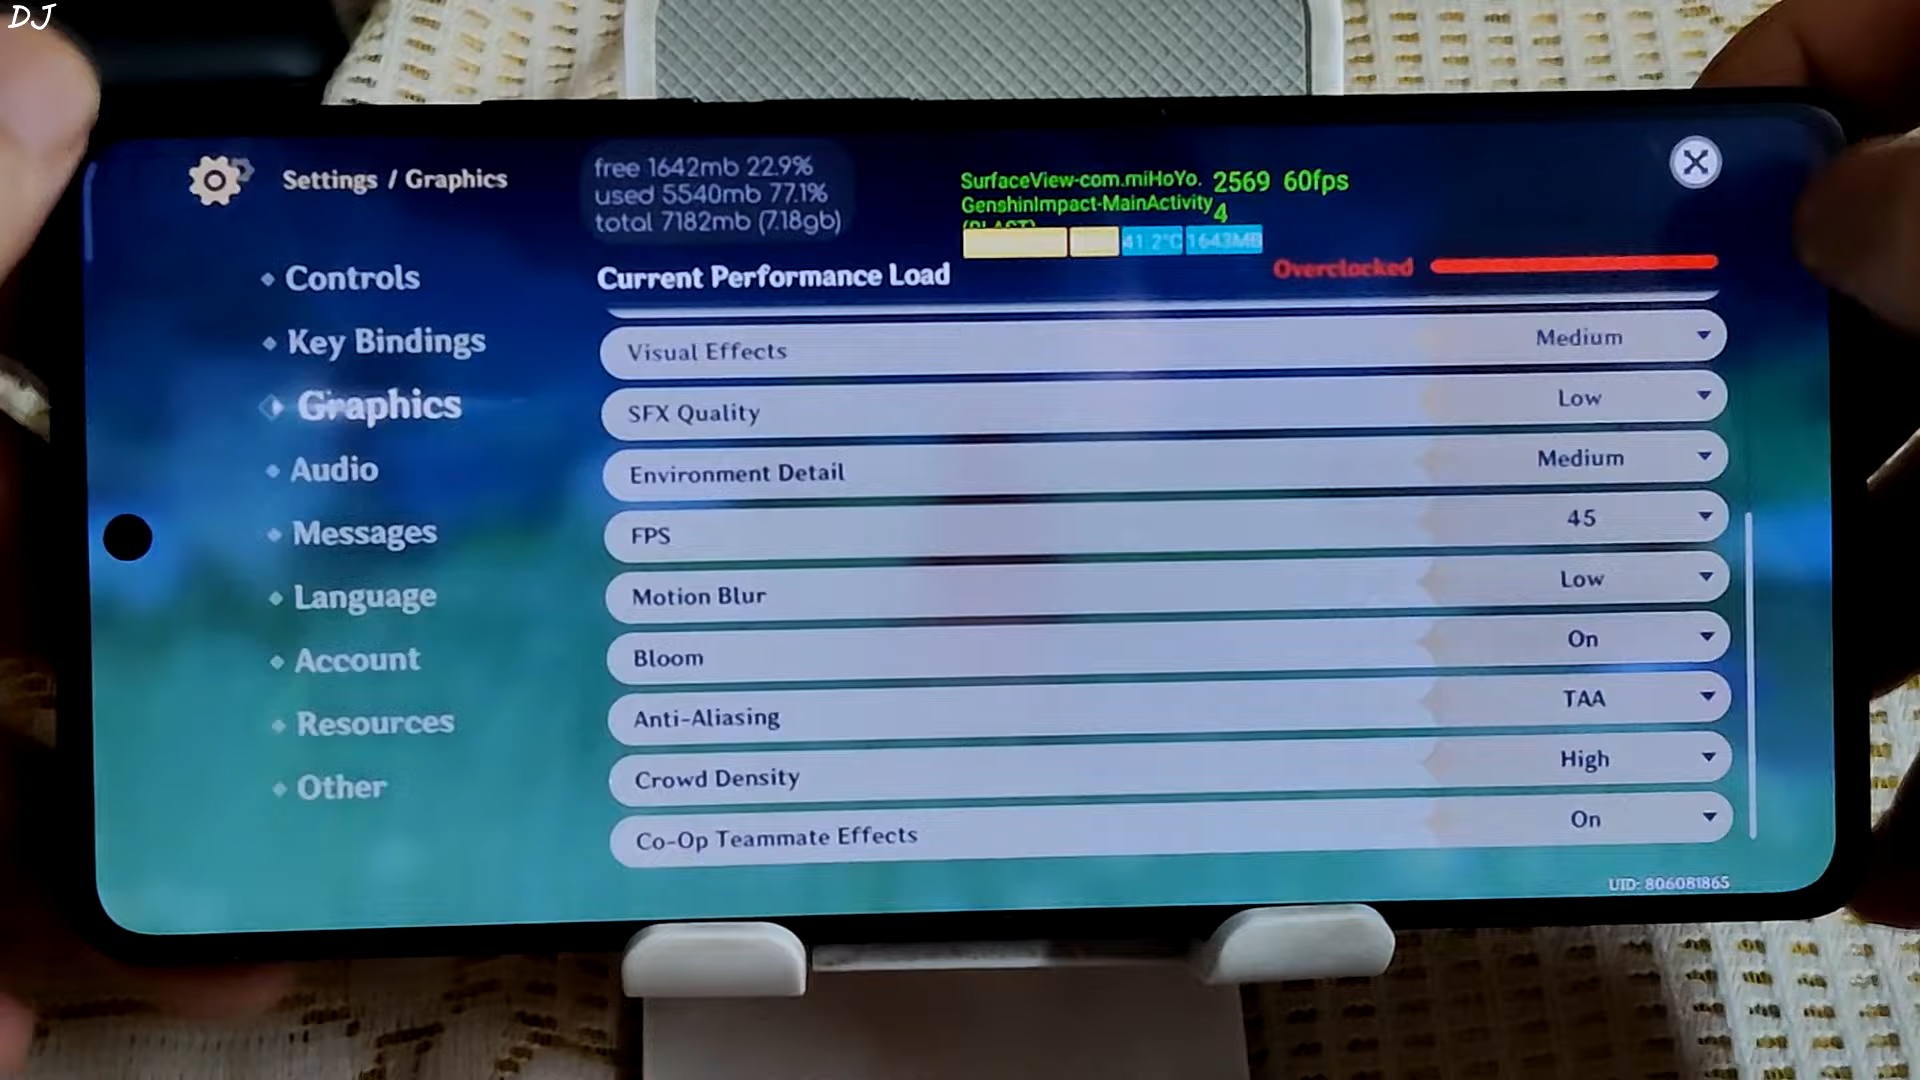 DJ
Settings / Graphics
free 1642mb 22.9%
used 5540mb 77.1%
total 7182mb (7.18gb)
SurfaceView-com.miHoYo. 2569 60fps
GenshinImpact-MainActivity 4
41.2°C 1643MB
Current Performance Load
Overclocked
Controls
Key Bindings
Graphics
Audio
Messages
Language
Account
Resources
Other
Visual Effects Medium
SFX Quality Low
Environment Detail Medium
FPS 45
Motion Blur Low
Bloom On
Anti-Aliasing TAA
Crowd Density High
Co-Op Teammate Effects On
UID: 806081865